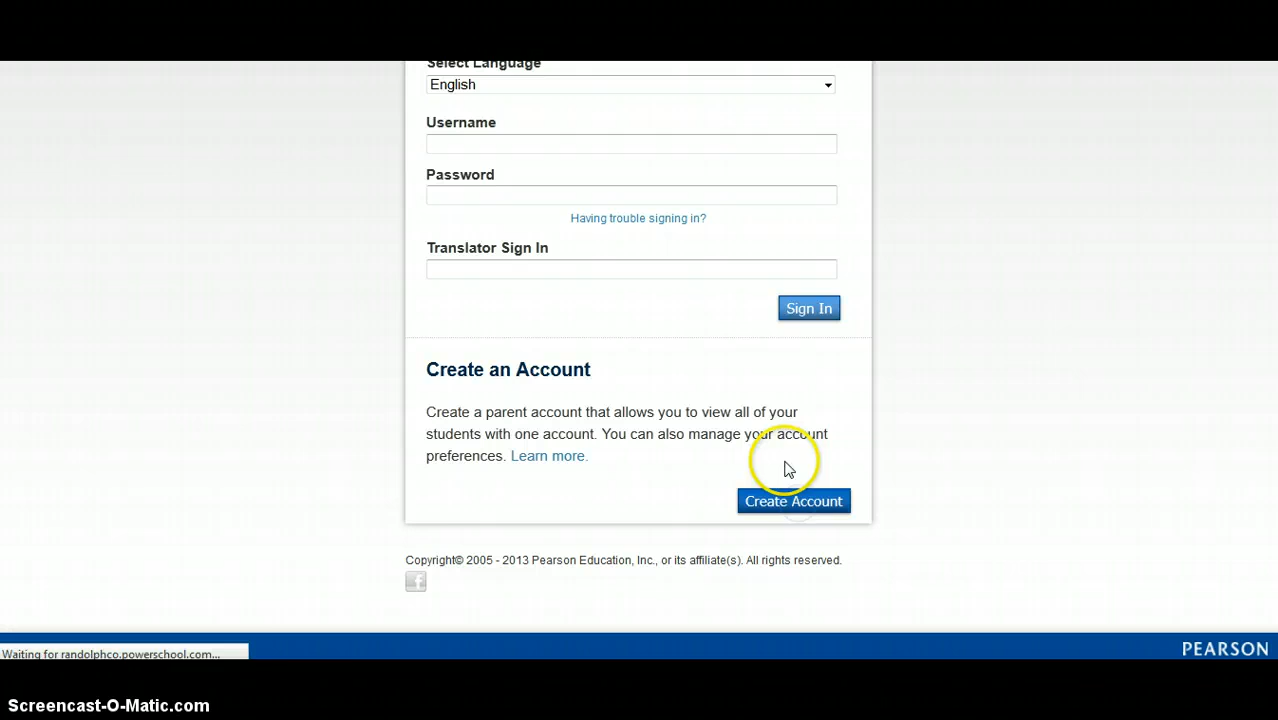 Select Language
English
Username
Password
Having trouble signing in?
Translator Sign In
Sign In
Create an Account
Create a parent account that allows you to view all of your
students with one account. You can also manage your account
preferences. Learn more.
Create Account
Copyright© 2005 - 2013 Pearson Education, Inc., or its affiliate(s). All rights reserved.
f
Waiting for randolphco.powerschool.com...
PEARSON
Screencast-O-Matic.com